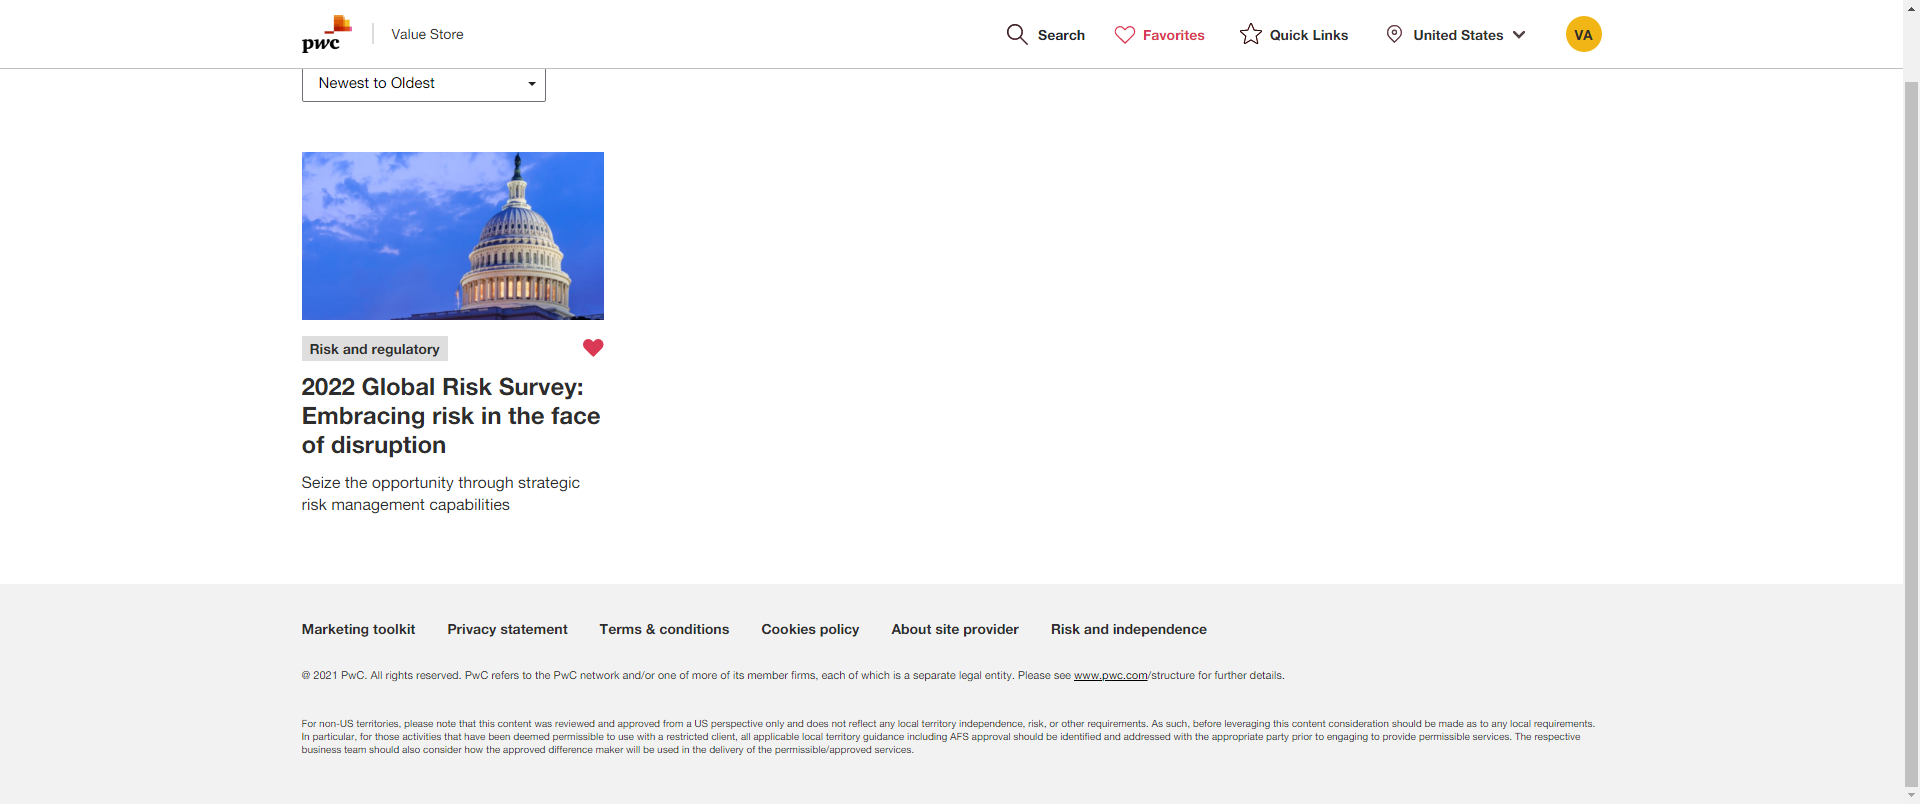 pwc
Value Store
Search
Favorites
Quick Links
United States
VA
Newest to Oldest
Risk and regulatory
2022 Global Risk Survey:
Embracing risk in the face
of disruption
Seize the opportunity through strategic
risk management capabilities
Marketing toolkit
Privacy statement
Terms & conditions
Cookies policy
About site provider
Risk and independence
@ 2021 PwC. All rights reserved. PwC refers to the PwC network and/or one of more of its member firms, each of which is a separate legal entity. Please see www.pwc.com/structure for further details.
For non-US territories, please note that this content was reviewed and approved from a US perspective only and does not reflect any local territory independence, risk, or other requirements. As such, before leveraging this content consideration should be made as to any local requirements.
In particular, for those activities that have been deemed permissible to use with a restricted client, all applicable local territory guidance including AFS approval should be identified and addressed with the appropriate party prior to engaging to provide permissible services. The respective
business team should also consider how the approved difference maker will be used in the delivery of the permissible/approved services.